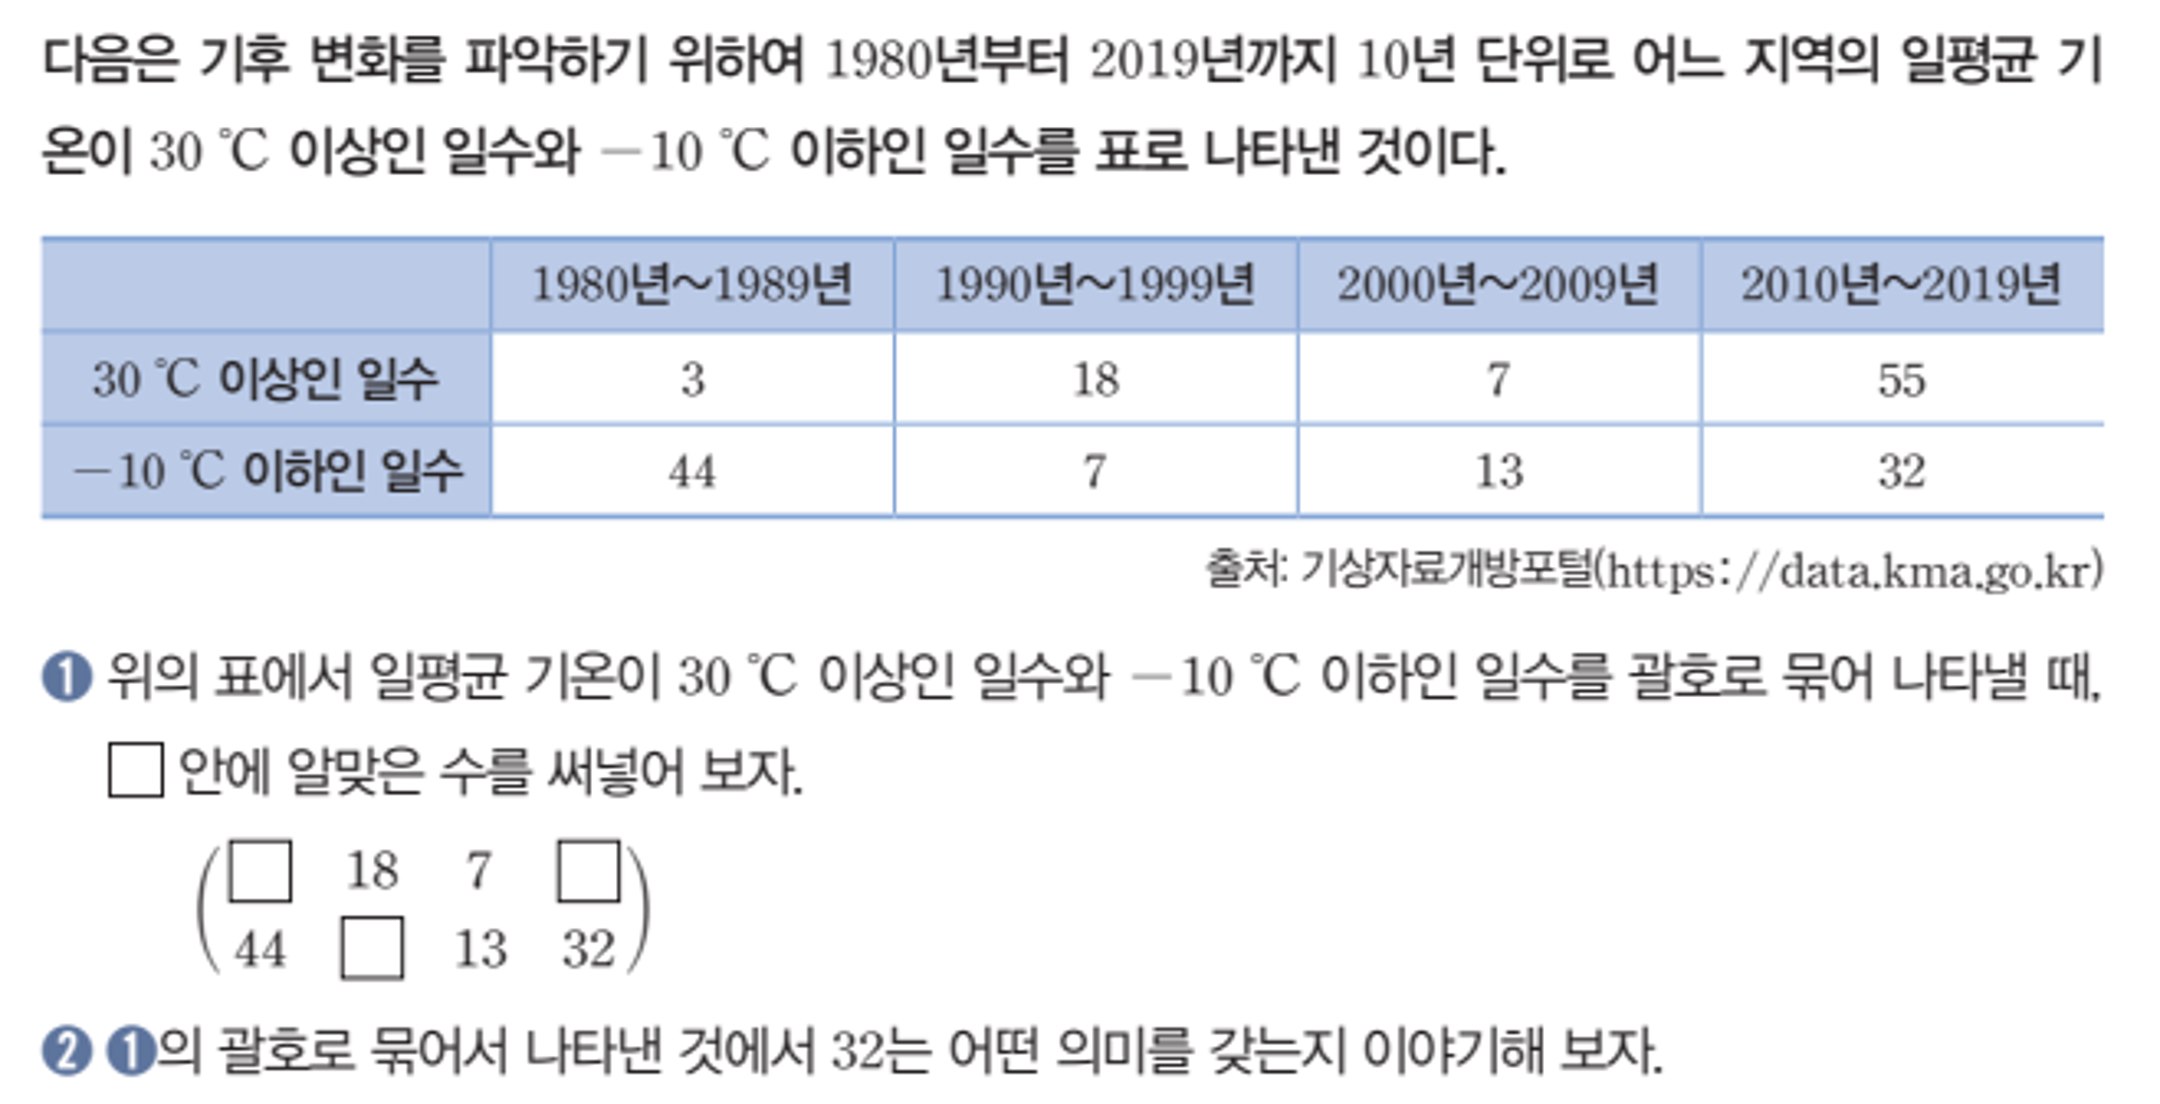 다음은 기후 변화를 파악하기 위하여 1980년부터 2019년까지 10년 단위로 어느 지역의 일평균 기
온이 30 ℃ 이상인 일수와 －10 ℃ 이하인 일수를 표로 나타낸 것이다.
1980년～1989년 1990년～1999년 2000년～2009년 2010년～2019년
30 ℃ 이상인 일수 3 18 7 55
－10 ℃ 이하인 일수 44 7 13 32
출처: 기상자료개방포털(https://data.kma.go.kr)
❶ 위의 표에서 일평균 기온이 30 ℃ 이상인 일수와 －10 ℃ 이하인 일수를 괄호로 묶어 나타낼 때,
□ 안에 알맞은 수를 써넣어 보자.
(□ 18 7 □
44 □ 13 32)
❷ ❶의 괄호로 묶어서 나타낸 것에서 32는 어떤 의미를 갖는지 이야기해 보자.